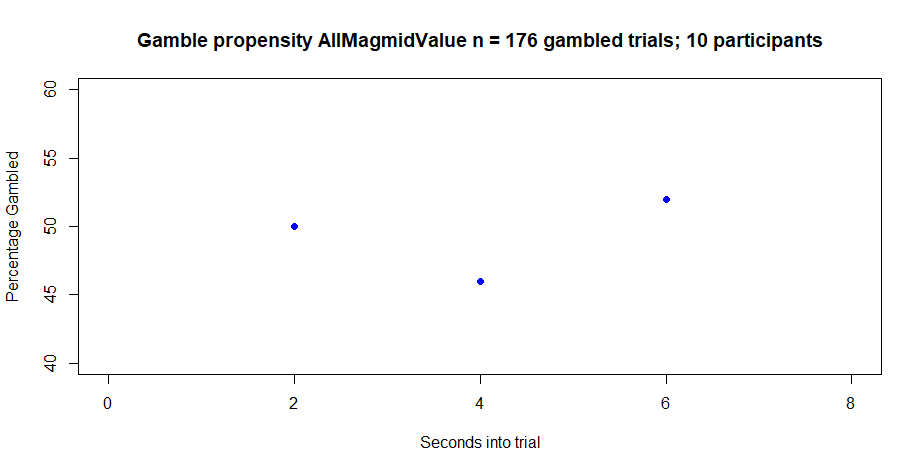 Gamble propensity AllMagmidValue n = 176 gambled trials; 10 participants
Percentage Gambled
60
55
50
45
40
0 2 4 6 8
Seconds into trial